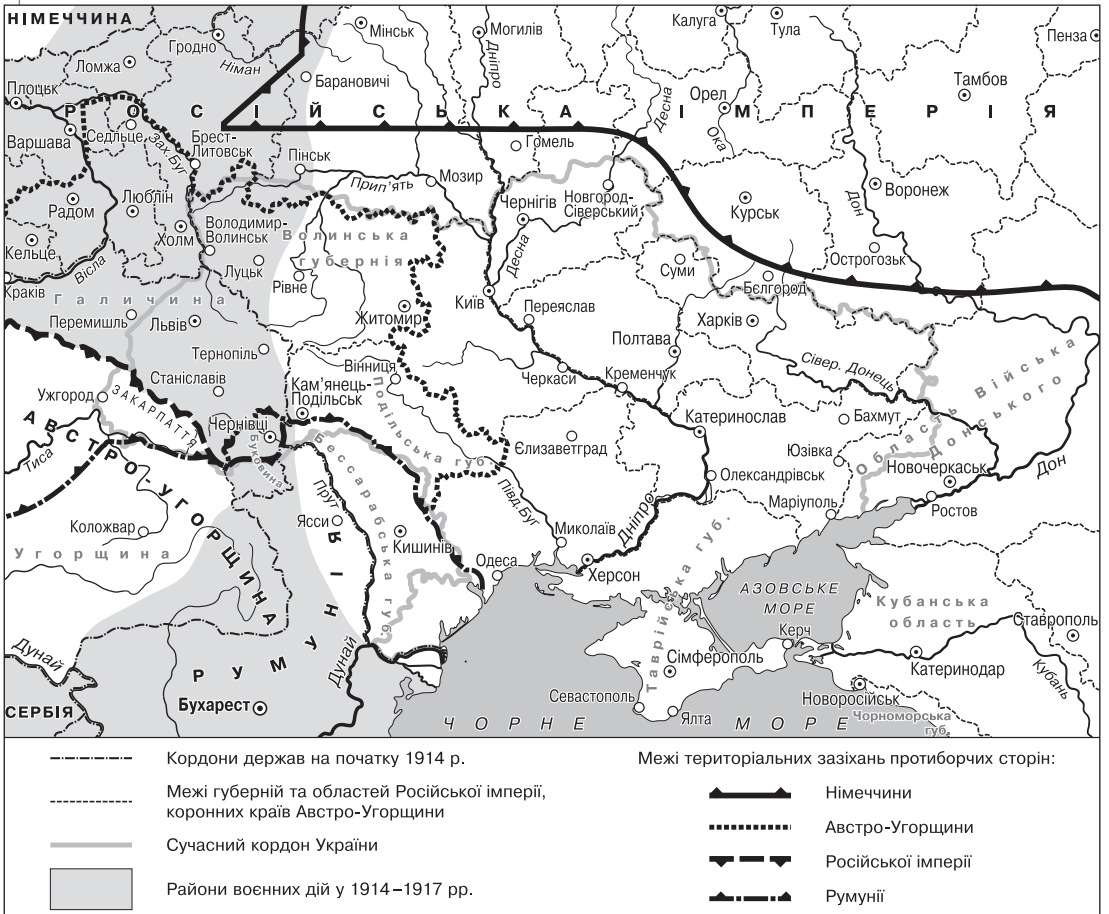 НІМЕЧЧИНА
Гродно
Німан
Мінськ
Могилів
Дніпро
Калуга
Тула
Пенза
Ломжа
Барановичі
Плоцьк
РОСІЙСЬКА ІМПЕРІЯ
Десна
Орел
Ока
Тамбов
Варшава
Седльце
Зах.Буг
Брест-
Литовськ
Пінськ
Гомель
Мозир
Прип'ять
Новгород-
Сіверський
Чернігів
Курськ
Дон
Воронеж
Радом
Люблін
Холм
Володимир-
Волинськ
Волинська
губернія
Десна
Острогозьк
Кельце
Вісла
Луцьк
Рівне
Суми
Бєлгород
Краків
Галичина
Київ
Переяслав
Перемишль
Львів
Житомир
Харків
Тернопіль
Полтава
Сівер. Донець
Станіславів
Вінниця
Черкаси
Кременчук
Область Війська
Донського
Ужгород
ЗАКАРПАТТЯ
Кам'янець-
Подільськ
Подільська губ.
Бахмут
АВСТРО-УГОРЩИНА
Чернівці
Буковина
Катеринослав
Єлизаветград
Юзівка
Новочеркаськ
Тиса
Бессарабська губ.
Олександрівськ
Дон
Прут
Півд.Буг
Маріуполь
Ростов
Коложвар
Ясси
Миколаїв
Дніпро
Угорщина
Кишинів
Одеса
Херсон
Таврійська губ.
АЗОВСЬКЕ
МОРЕ
Кубанська
область
Ставрополь
РУМУНІЯ
Керч
Дунай
Дунай
Сімферополь
Катеринодар
Кубань
СЕРБІЯ
Бухарест
Севастополь
Новоросійськ
Ялта
ЧОРНЕ МОРЕ
Чорноморська
губ.
Кордони держав на початку 1914 р.
Межі губерній та областей Російської імперії,
коронних країв Австро-Угорщини
Сучасний кордон України
Райони воєнних дій у 1914–1917 рр.
Межі територіальних зазіхань протиборчих сторін:
Німеччини
Австро-Угорщини
Російської імперії
Румунії